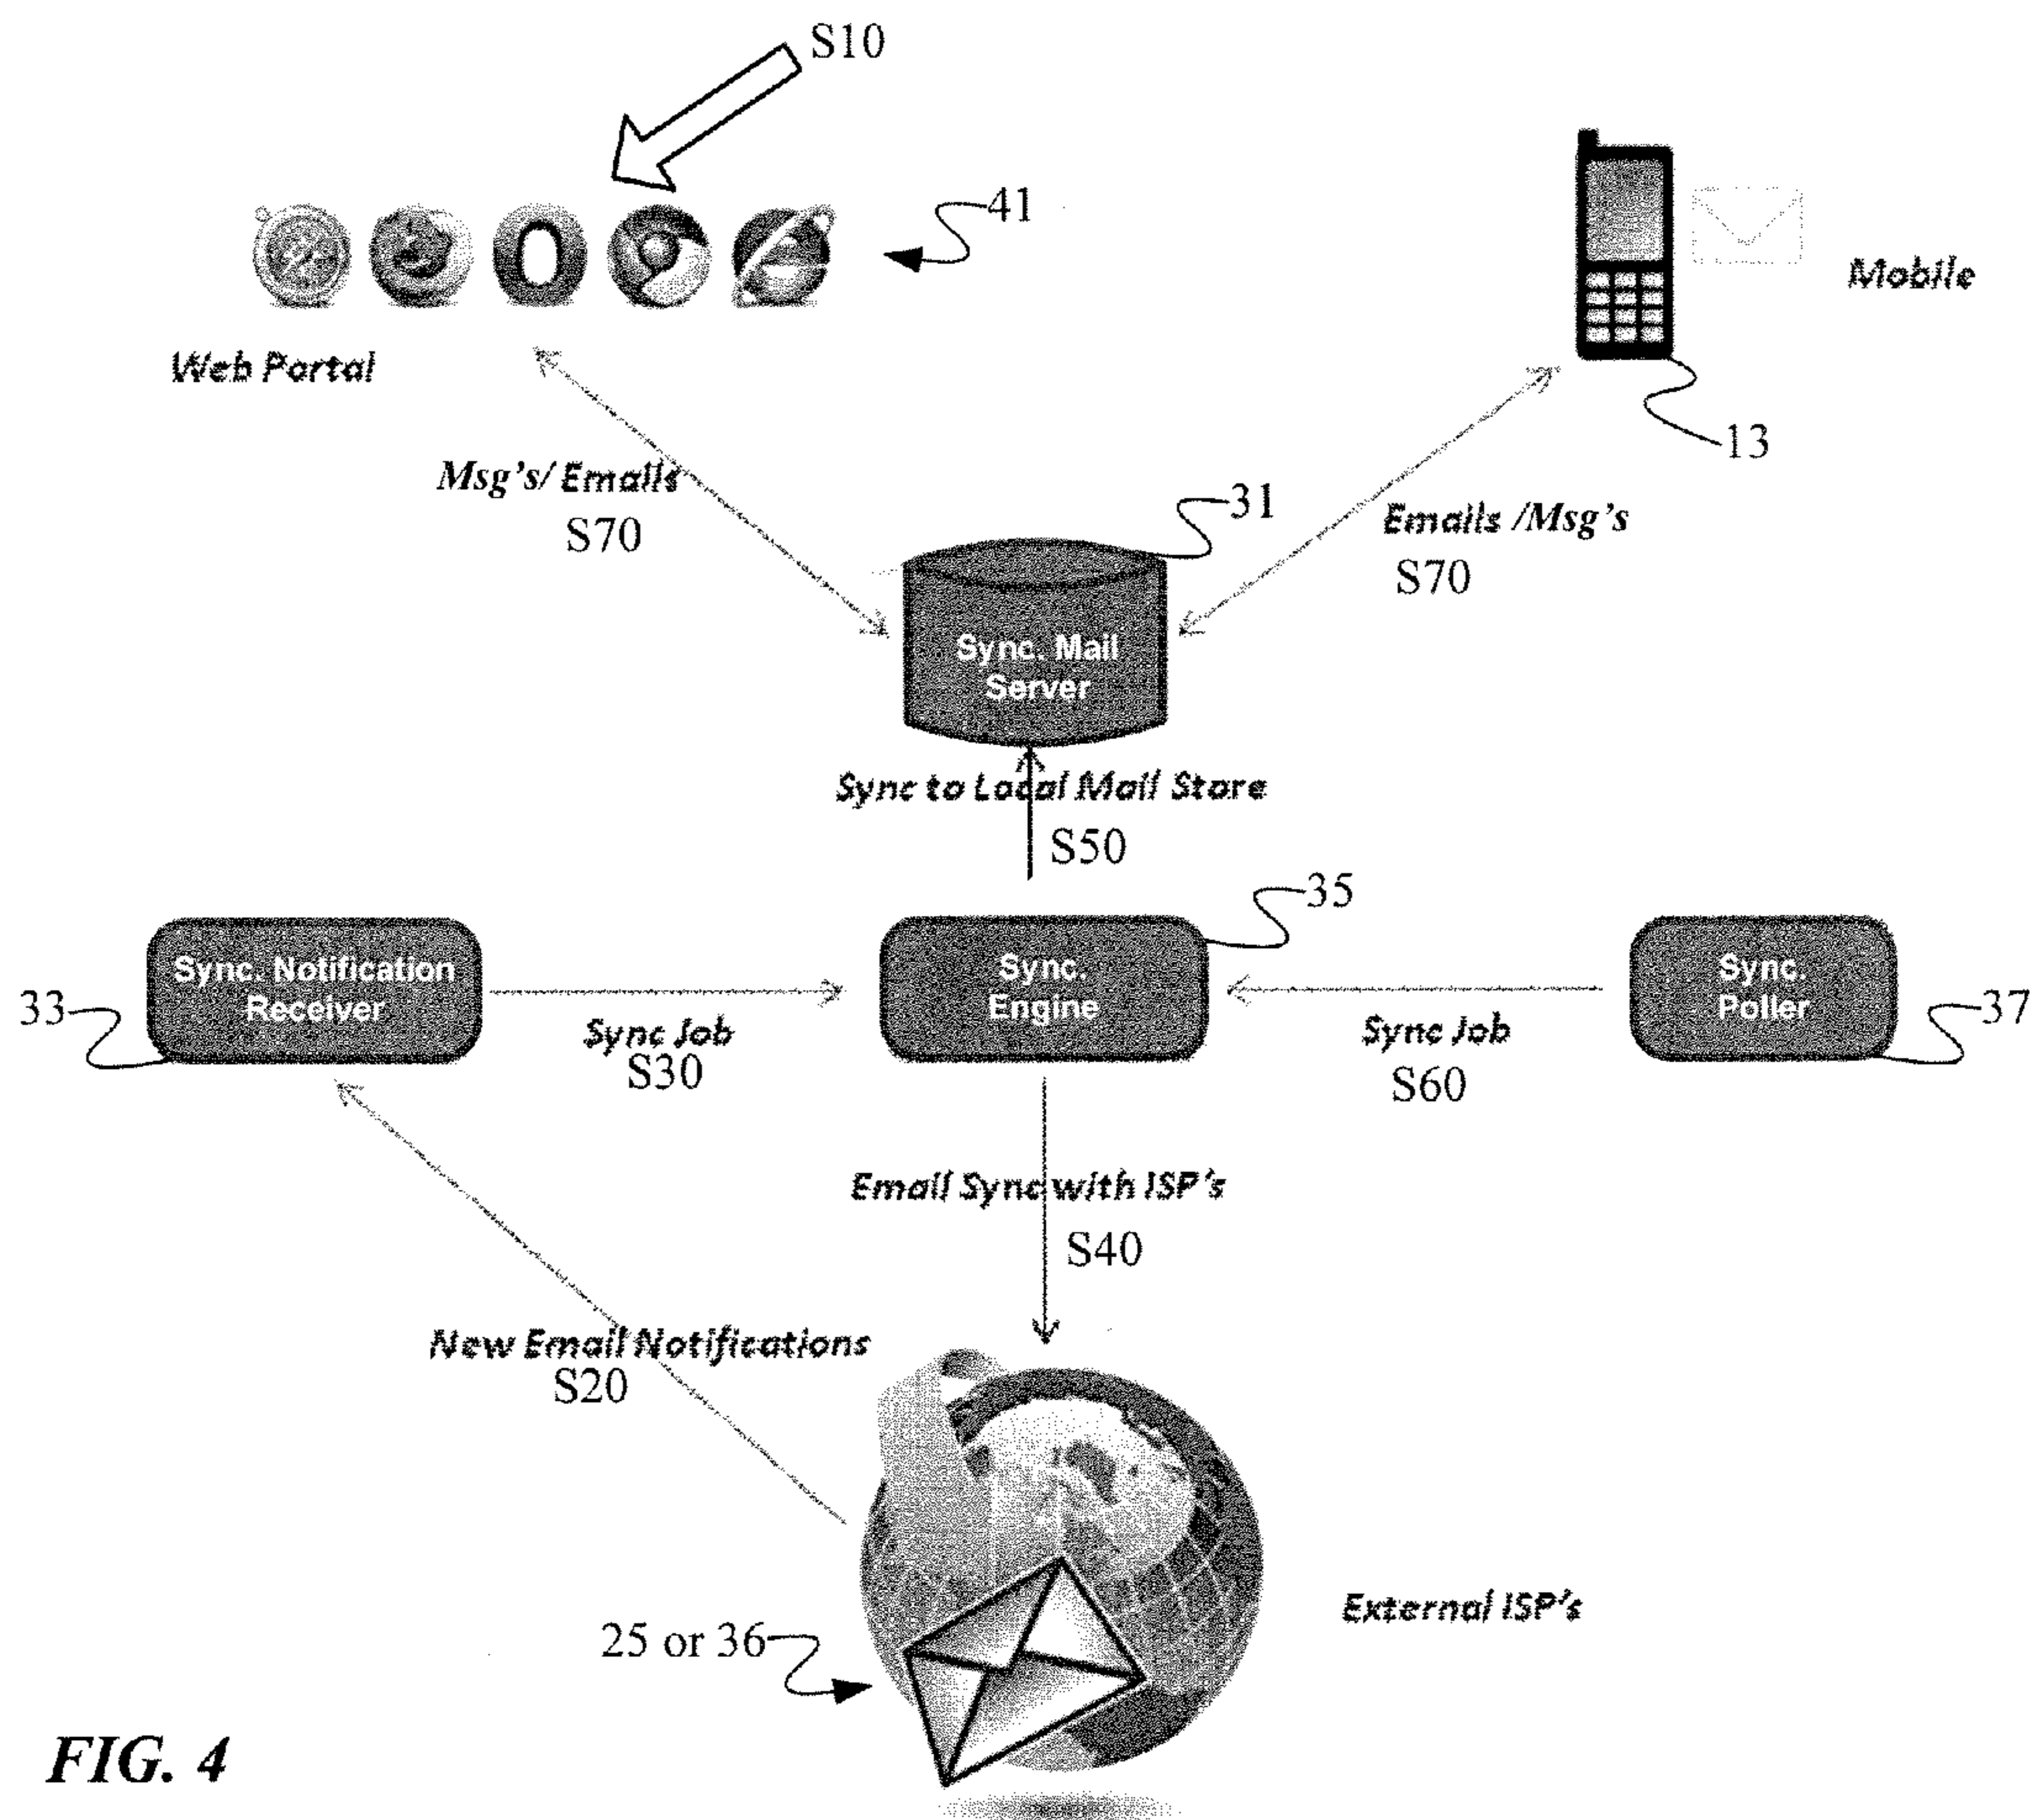 S10
41
Web Portal
Mobile
13
Msg's/ Emails
S70
31
Emails /Msg's
S70
Sync. Mail
Server
Sync to Local Mail Store
S50
35
Sync. Notification
Receiver
33
Sync Job
S30
Sync.
Engine
Sync Job
S60
Sync.
Poller
37
Email Sync with ISP's
S40
New Email Notifications
S20
25 or 36
External ISP's
FIG. 4